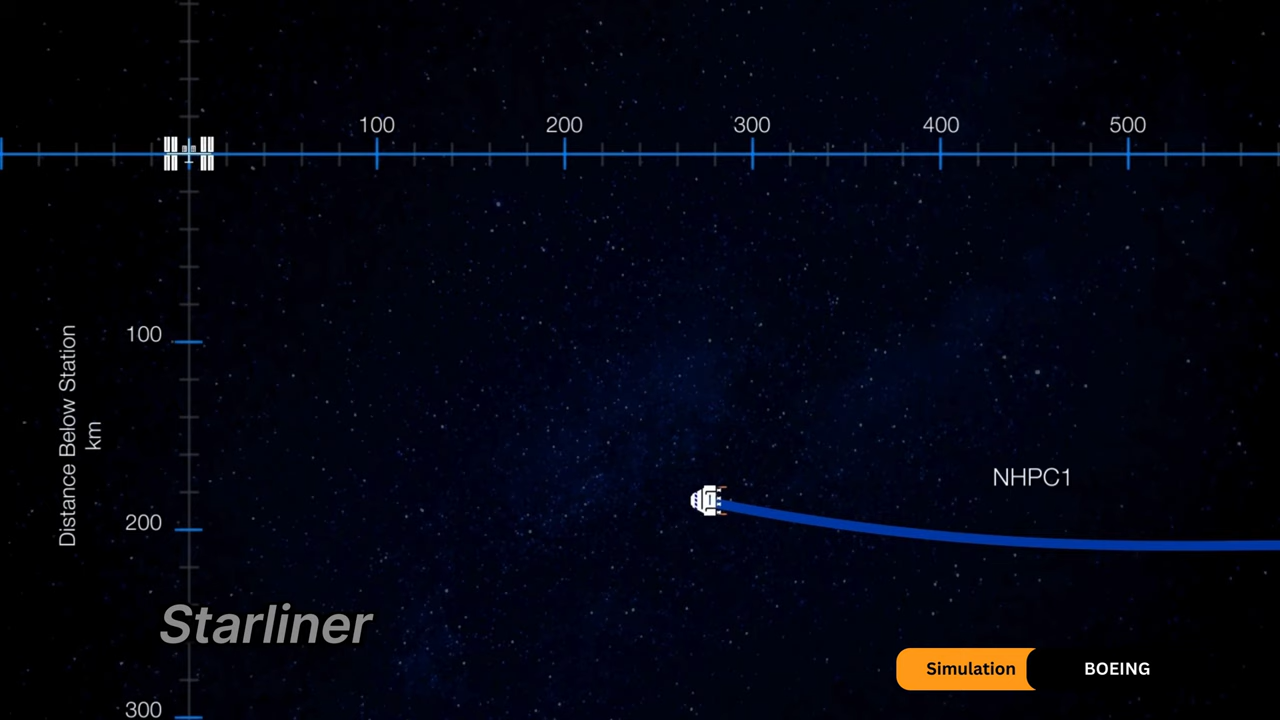 100 200 300 400 500
100
Distance Below Station
km
NHPC1
200
Starliner
Simulation BOEING
300